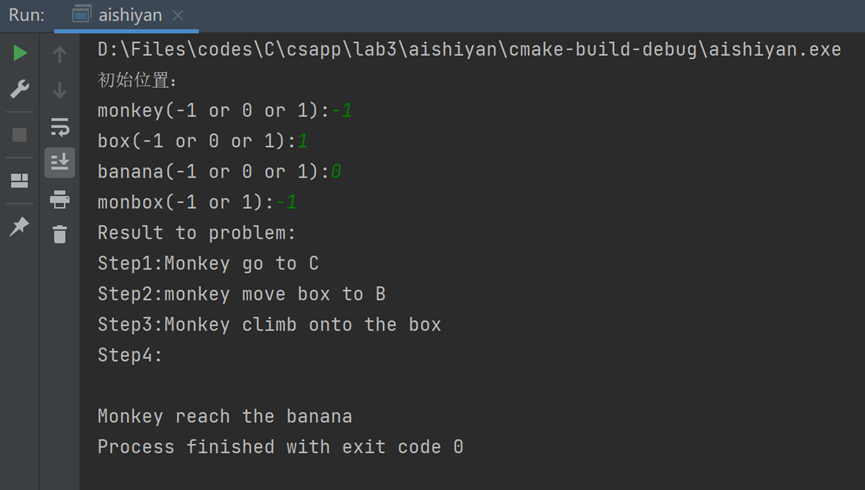 Run: aishiyan
D:\Files\codes\C\csapp\lab3\aishiyan\cmake-build-debug\aishiyan.exe
初始位置：
monkey(-1 or 0 or 1):-1
box(-1 or 0 or 1):1
banana(-1 or 0 or 1):0
monbox(-1 or 1):-1
Result to problem:
Step1:Monkey go to C
Step2:monkey move box to B
Step3:Monkey climb onto the box
Step4:
Monkey reach the banana
Process finished with exit code 0